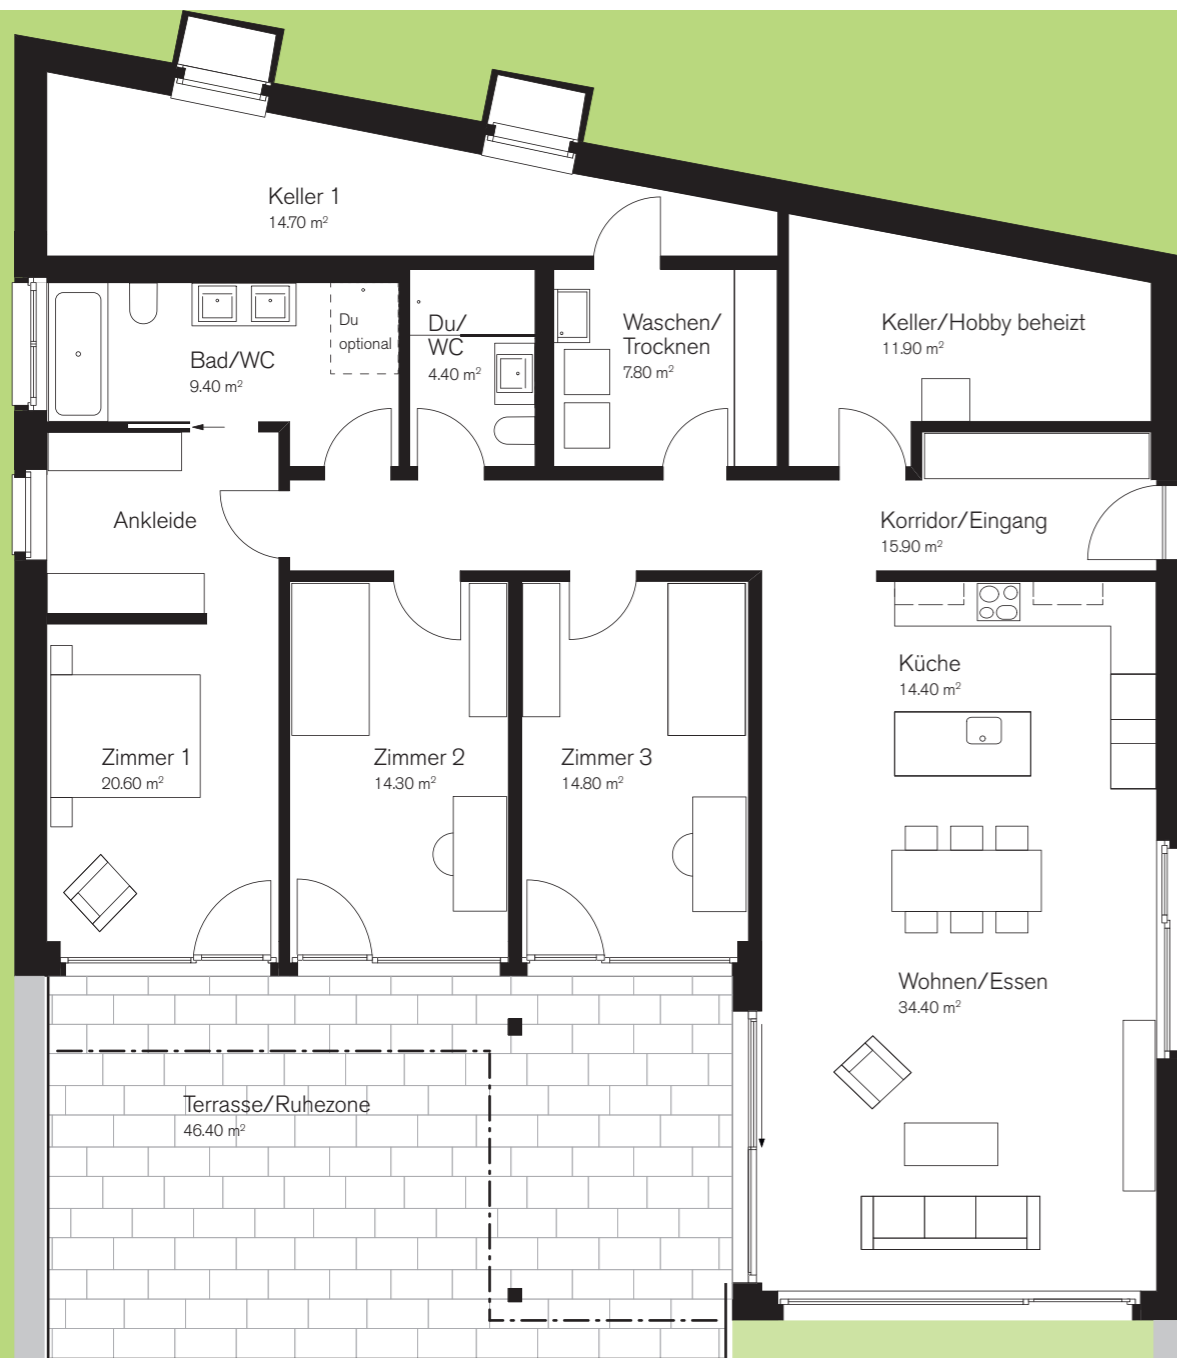 Keller 1
14.70 m²
Du
optional
Du/
WC
4.40 m²
Waschen/
Trocknen
7.80 m²
Keller/Hobby beheizt
11.90 m²
Bad/WC
9.40 m²
Ankleide
Korridor/Eingang
15.90 m²
Küche
14.40 m²
Zimmer 1
20.60 m²
Zimmer 2
14.30 m²
Zimmer 3
14.80 m²
Wohnen/Essen
34.40 m²
Terrasse/Ruhezone
46.40 m²